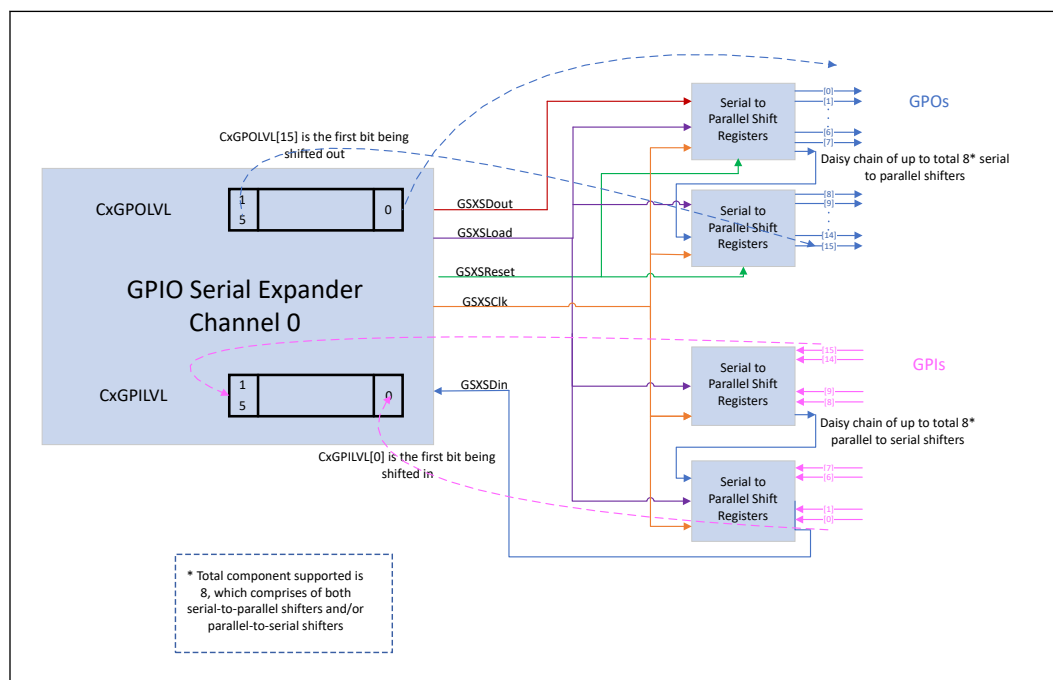 Serial to
Parallel Shift
Registers
[0]
[1]
[6]
[7]
GPOs
CxGPOLVL[15] is the first bit being
shifted out
Daisy chain of up to total 8* serial
to parallel shifters
CxGPOLVL
1
5
0
GSXSDout
GSXSLoad
GSXSReset
GSXSClk
Serial to
Parallel Shift
Registers
[8]
[9]
[14]
[15]
GPIO Serial Expander
Channel 0
Serial to
Parallel Shift
Registers
[15]
[14]
[9]
[8]
GPIs
CxGPILVL
1
5
0
GSXSDin
Daisy chain of up to total 8*
parallel to serial shifters
CxGPILVL[0] is the first bit being
shifted in
Serial to
Parallel Shift
Registers
[7]
[6]
[1]
[0]
* Total component supported is
8, which comprises of both
serial-to-parallel shifters and/or
parallel-to-serial shifters